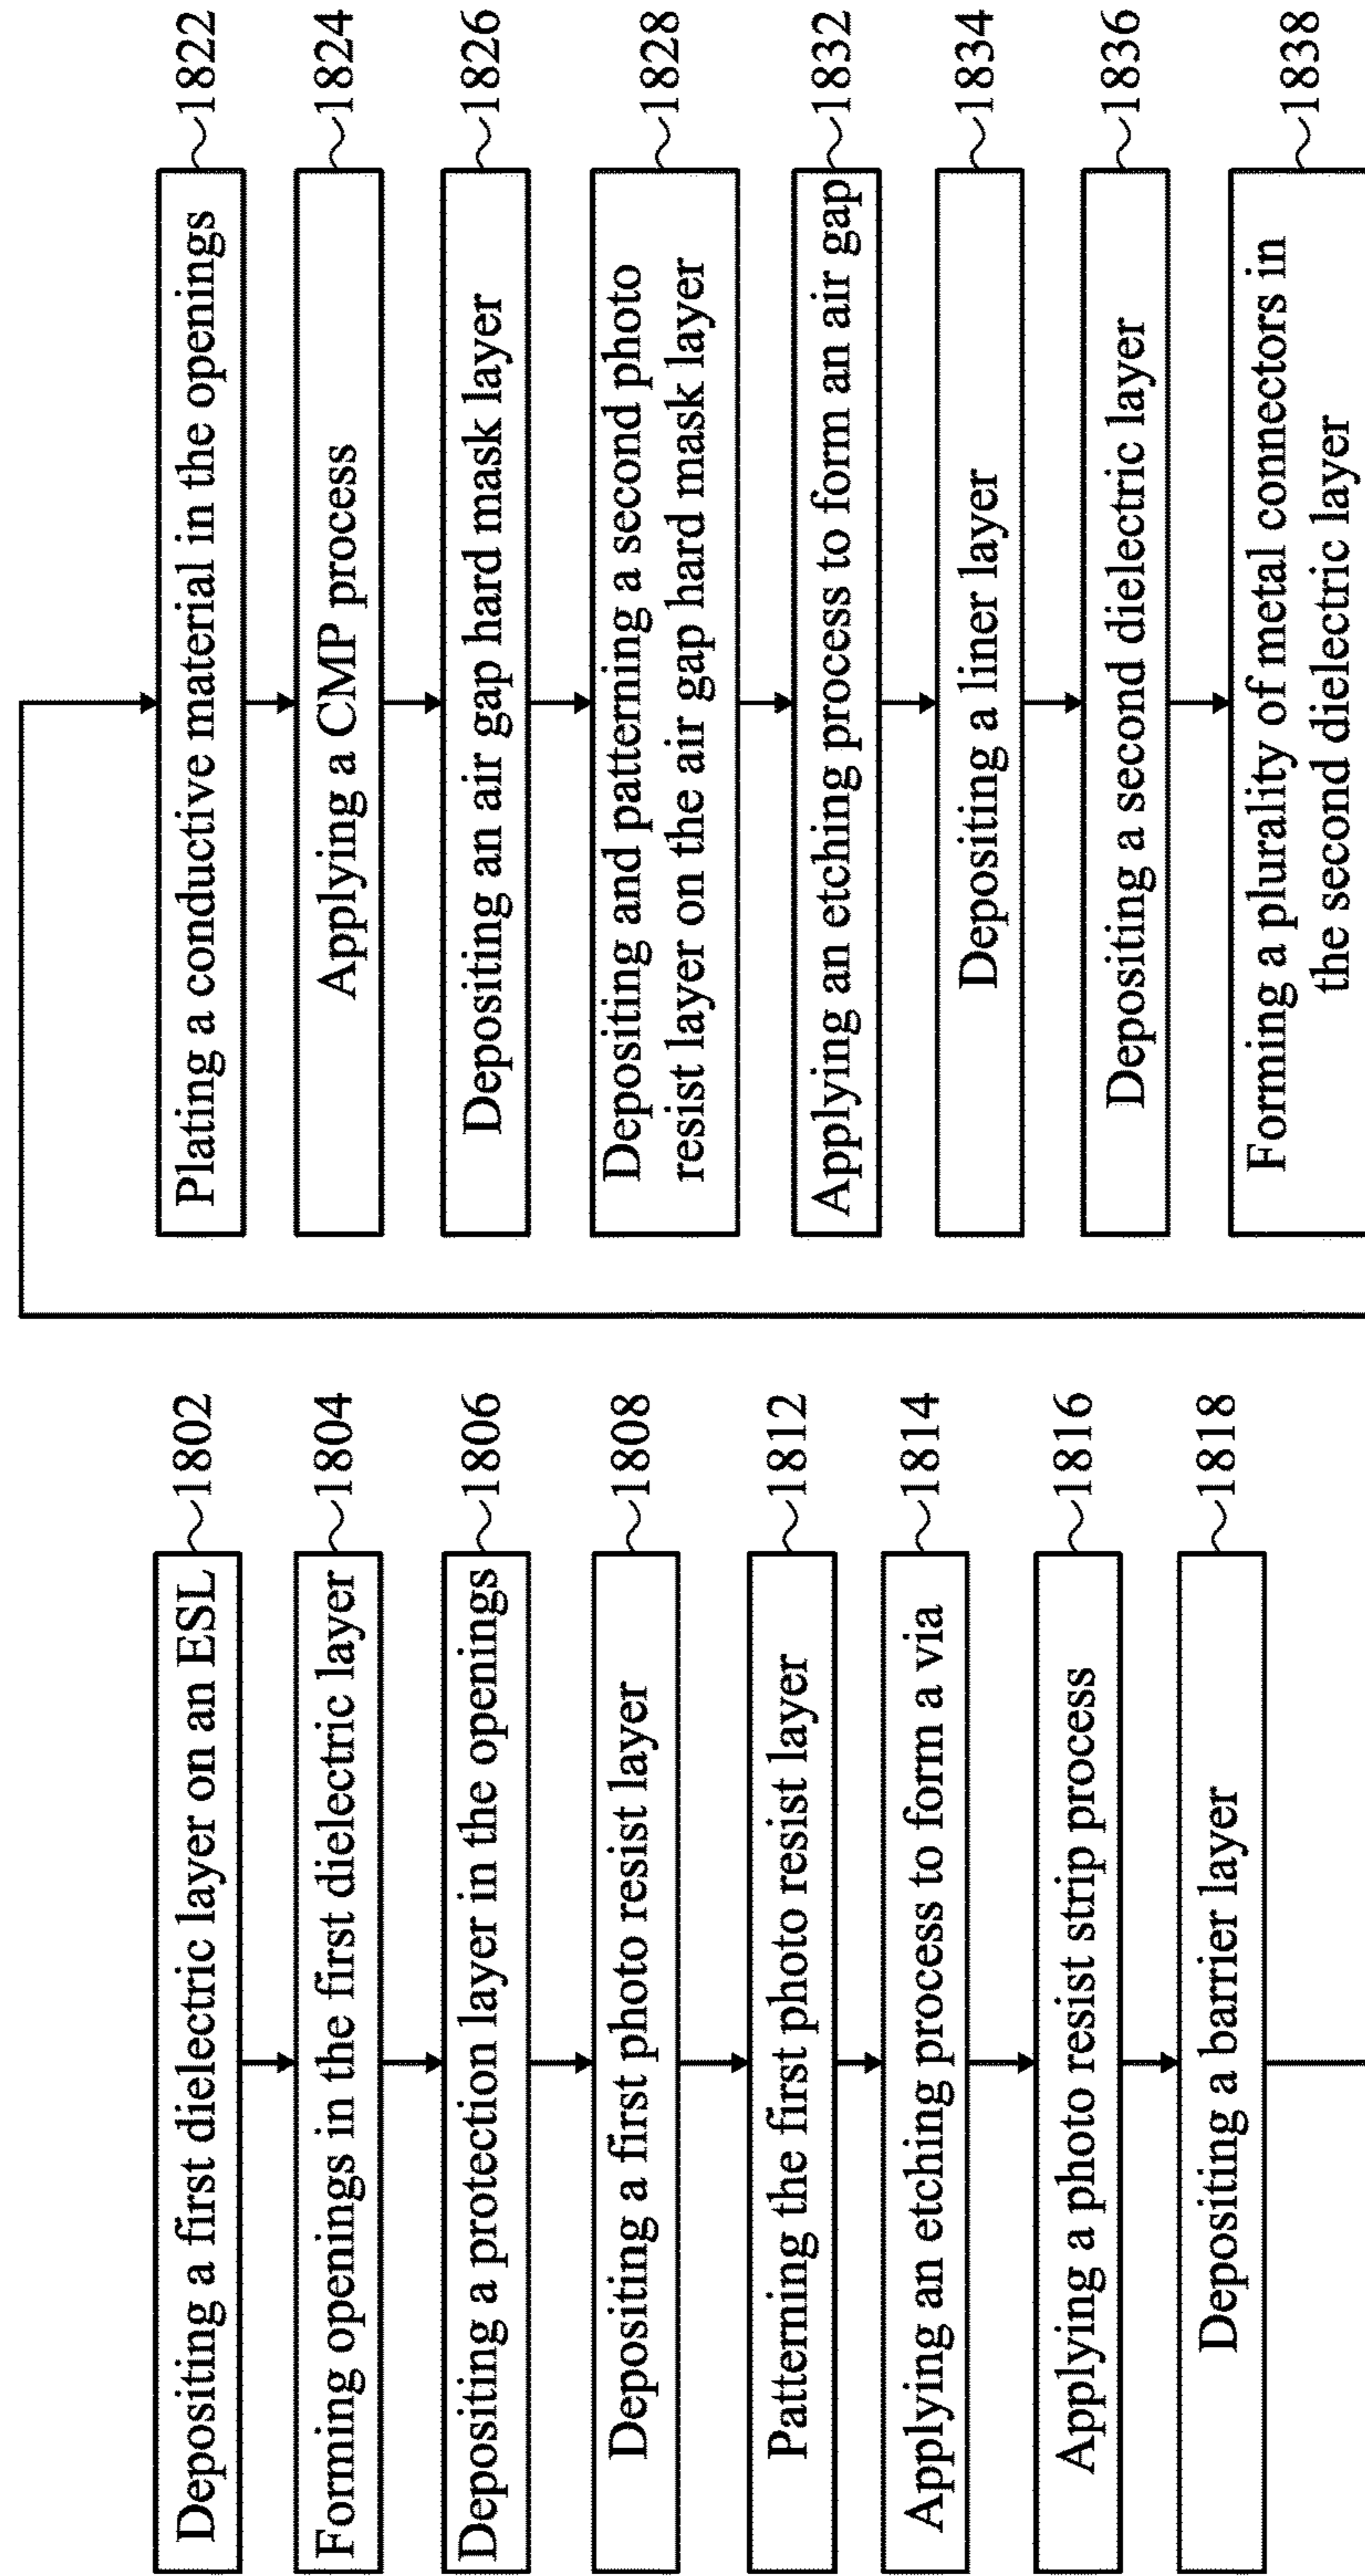 Depositing a first dielectric layer on an ESL
1802
Forming openings in the first dielectric layer
1804
Depositing a protection layer in the openings
1806
Depositing a first photo resist layer
1808
Patterning the first photo resist layer
1812
Applying an etching process to form a via
1814
Applying a photo resist strip process
1816
Depositing a barrier layer
1818
Plating a conductive material in the openings
1822
Applying a CMP process
1824
Depositing an air gap hard mask layer
1826
Depositing and patterning a second photo
resist layer on the air gap hard mask layer
1828
Applying an etching process to form an air gap
1832
Depositing a liner layer
1834
Depositing a second dielectric layer
1836
Forming a plurality of metal connectors in
the second dielectric layer
1838